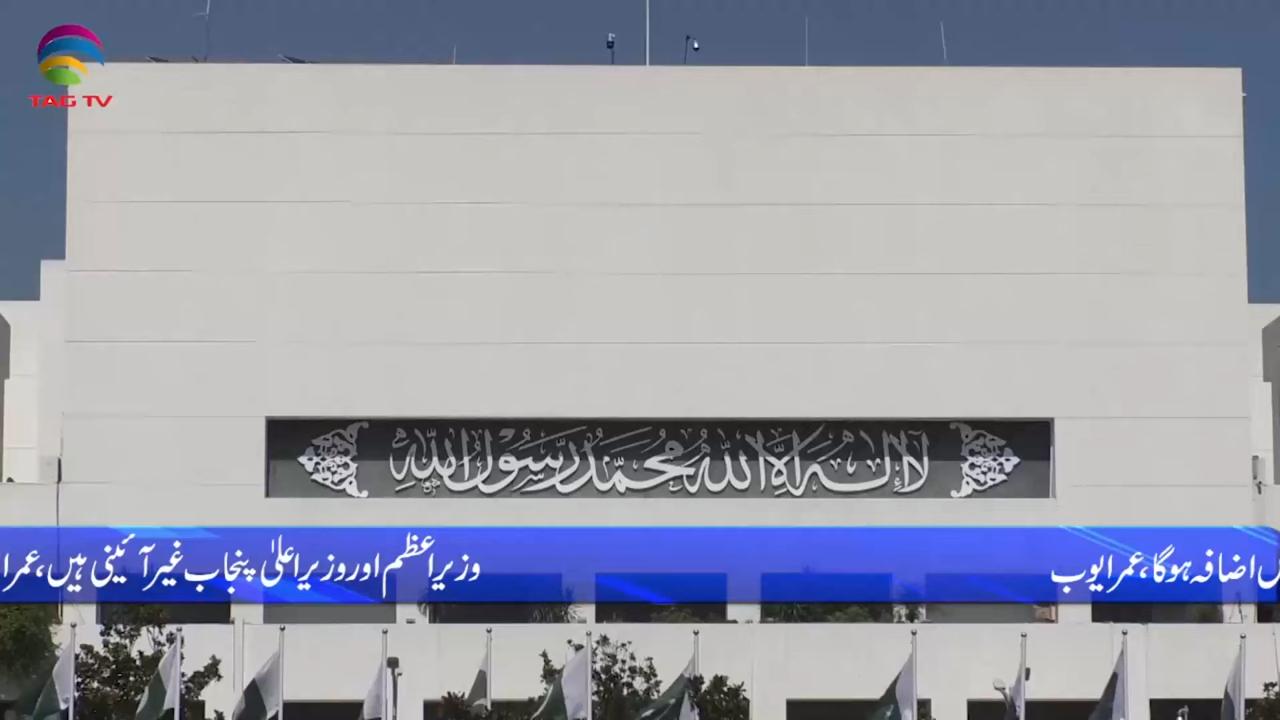 TAG TV
لا إله إلا الله محمد رسول الله
اضافہ ہوگا، عمر ایوب
وزیراعظم اور وزیراعلیٰ پنجاب غیر آئینی ہیں، عمر